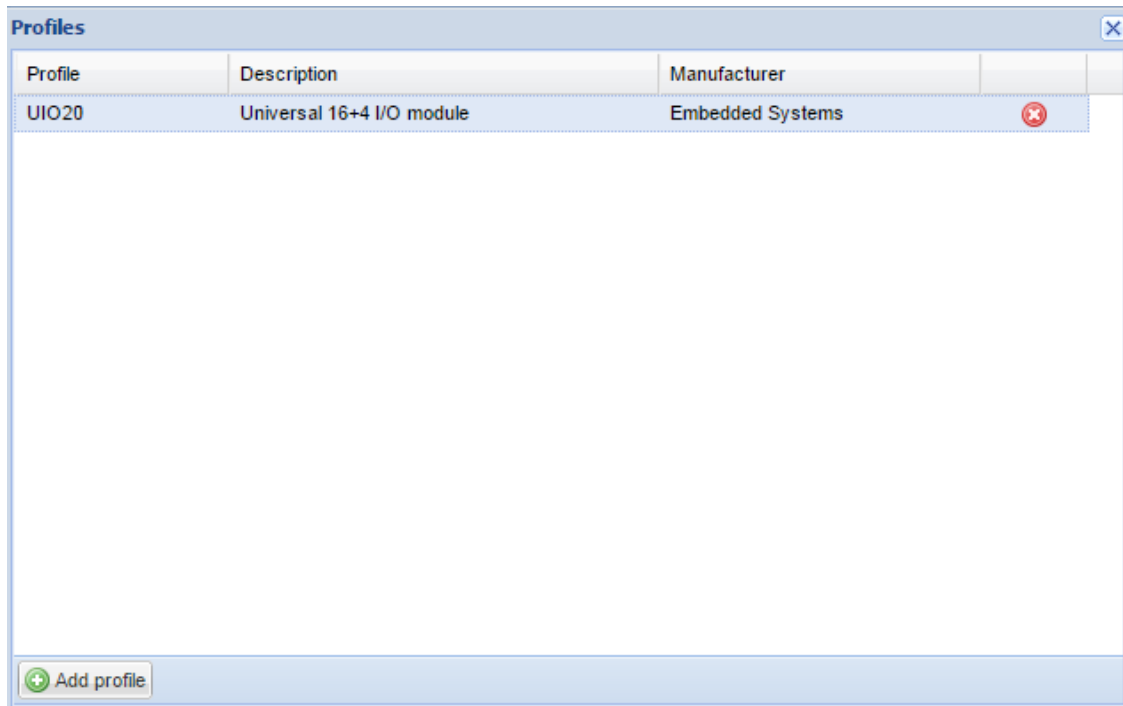 Profiles
Profile Description Manufacturer
UIO20 Universal 16+4 I/O module Embedded Systems
Add profile